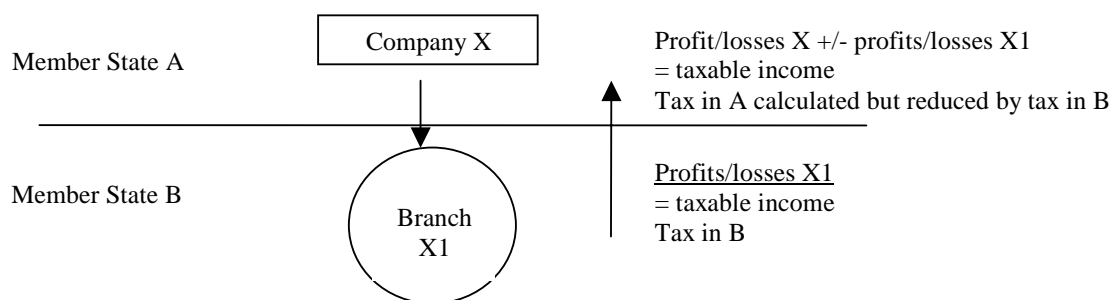 Company X
Member State A
Profit/losses X +/- profits/losses X1
= taxable income
Tax in A calculated but reduced by tax in B
Member State B
Branch
X1
Profits/losses X1
= taxable income
Tax in B